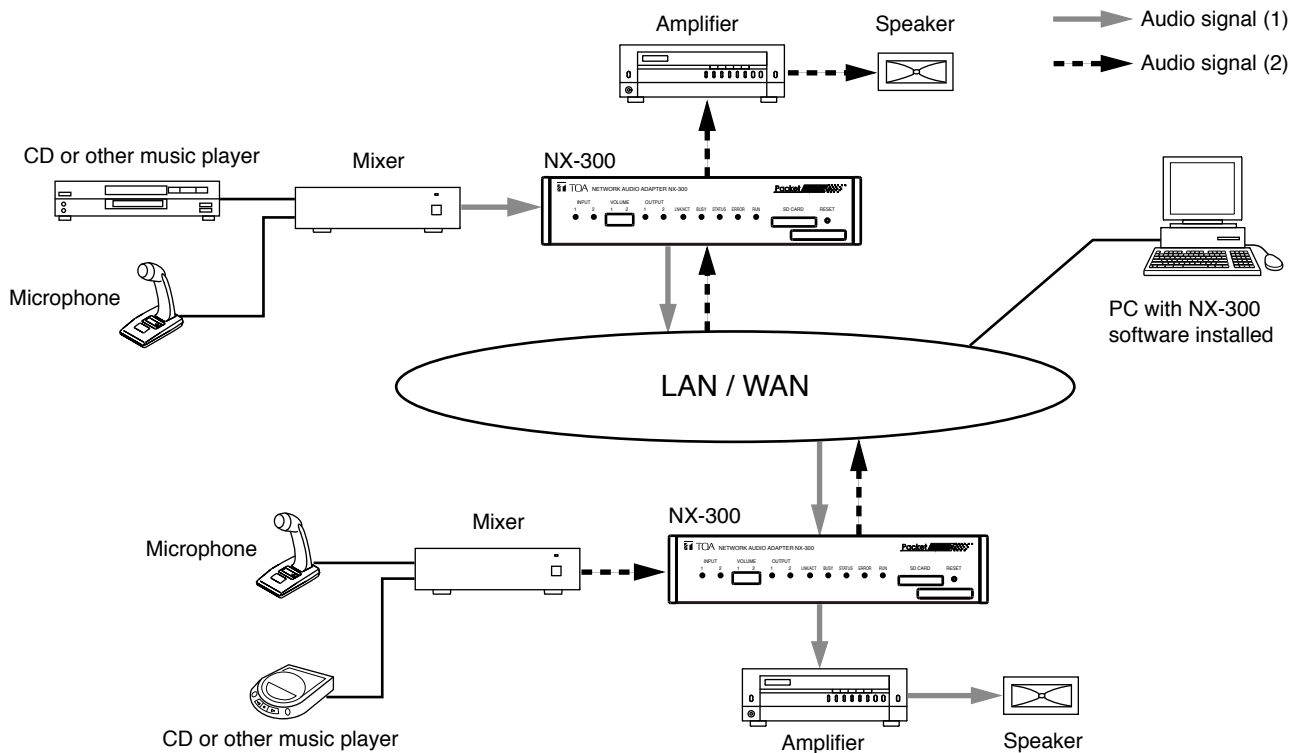 Amplifier
Speaker
Audio signal (1)
Audio signal (2)
CD or other music player
Mixer
NX-300
TOA NETWORK AUDIO ADAPTER NX-300
Packet
INPUT VOLUME OUTPUT
1 2 1 2 1 2 LINK/ACT BUSY STATUS ERROR RUN SD CARD RESET
Microphone
PC with NX-300
software installed
LAN / WAN
Microphone
Mixer
NX-300
TOA NETWORK AUDIO ADAPTER NX-300
Packet
INPUT VOLUME OUTPUT
1 2 1 2 1 2 LINK/ACT BUSY STATUS ERROR RUN SD CARD RESET
CD or other music player
Amplifier
Speaker